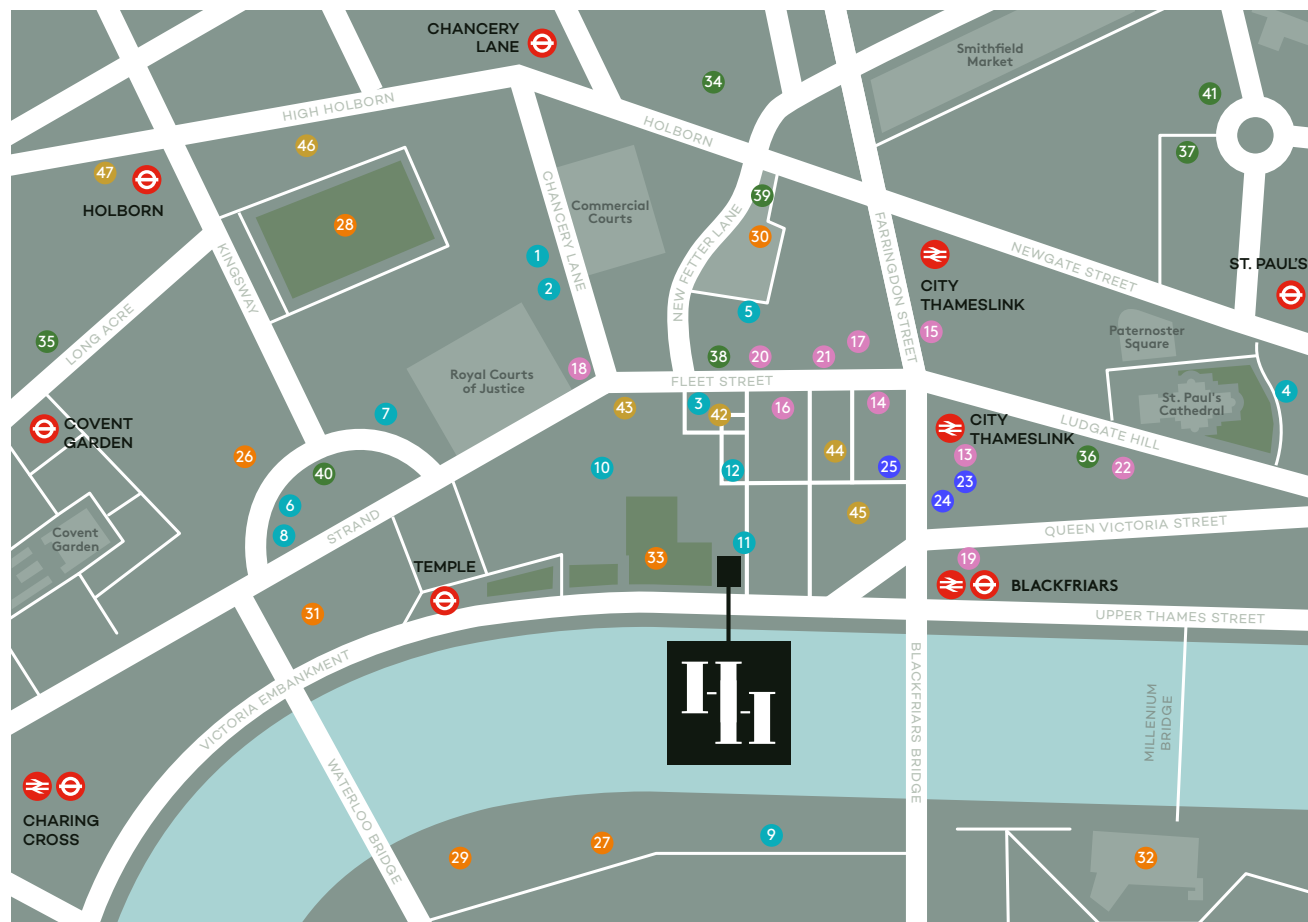 CHANCERY
LANE
Smithfield
Market
34
41
HIGH HOLBORN
HOLBORN
46
37
47
HOLBORN
CHANCERY LANE
Commercial
Courts
39
28
30
NEW FETTER LANE
FARRINGDON STREET
KINGSWAY
1
2
NEWGATE STREET
ST. PAUL'S
CITY
THAMESLINK
5
15
35
LONG ACRE
17
Paternoster
Square
38
20
21
18
Royal Courts
of Justice
FLEET STREET
4
St. Paul's
Cathedral
43
3
42
16
14
7
COVENT
GARDEN
CITY
THAMESLINK
LUDGATE HILL
26
40
10
12
44
25
13
36
22
6
23
24
8
STRAND
45
QUEEN VICTORIA STREET
Covent
Garden
11
33
19
TEMPLE
BLACKFRIARS
31
UPPER THAMES STREET
VICTORIA EMBANKMENT
BLACKFRIARS BRIDGE
MILLENIUM
BRIDGE
HH
WATERLOO BRIDGE
CHARING
CROSS
9
27
29
32